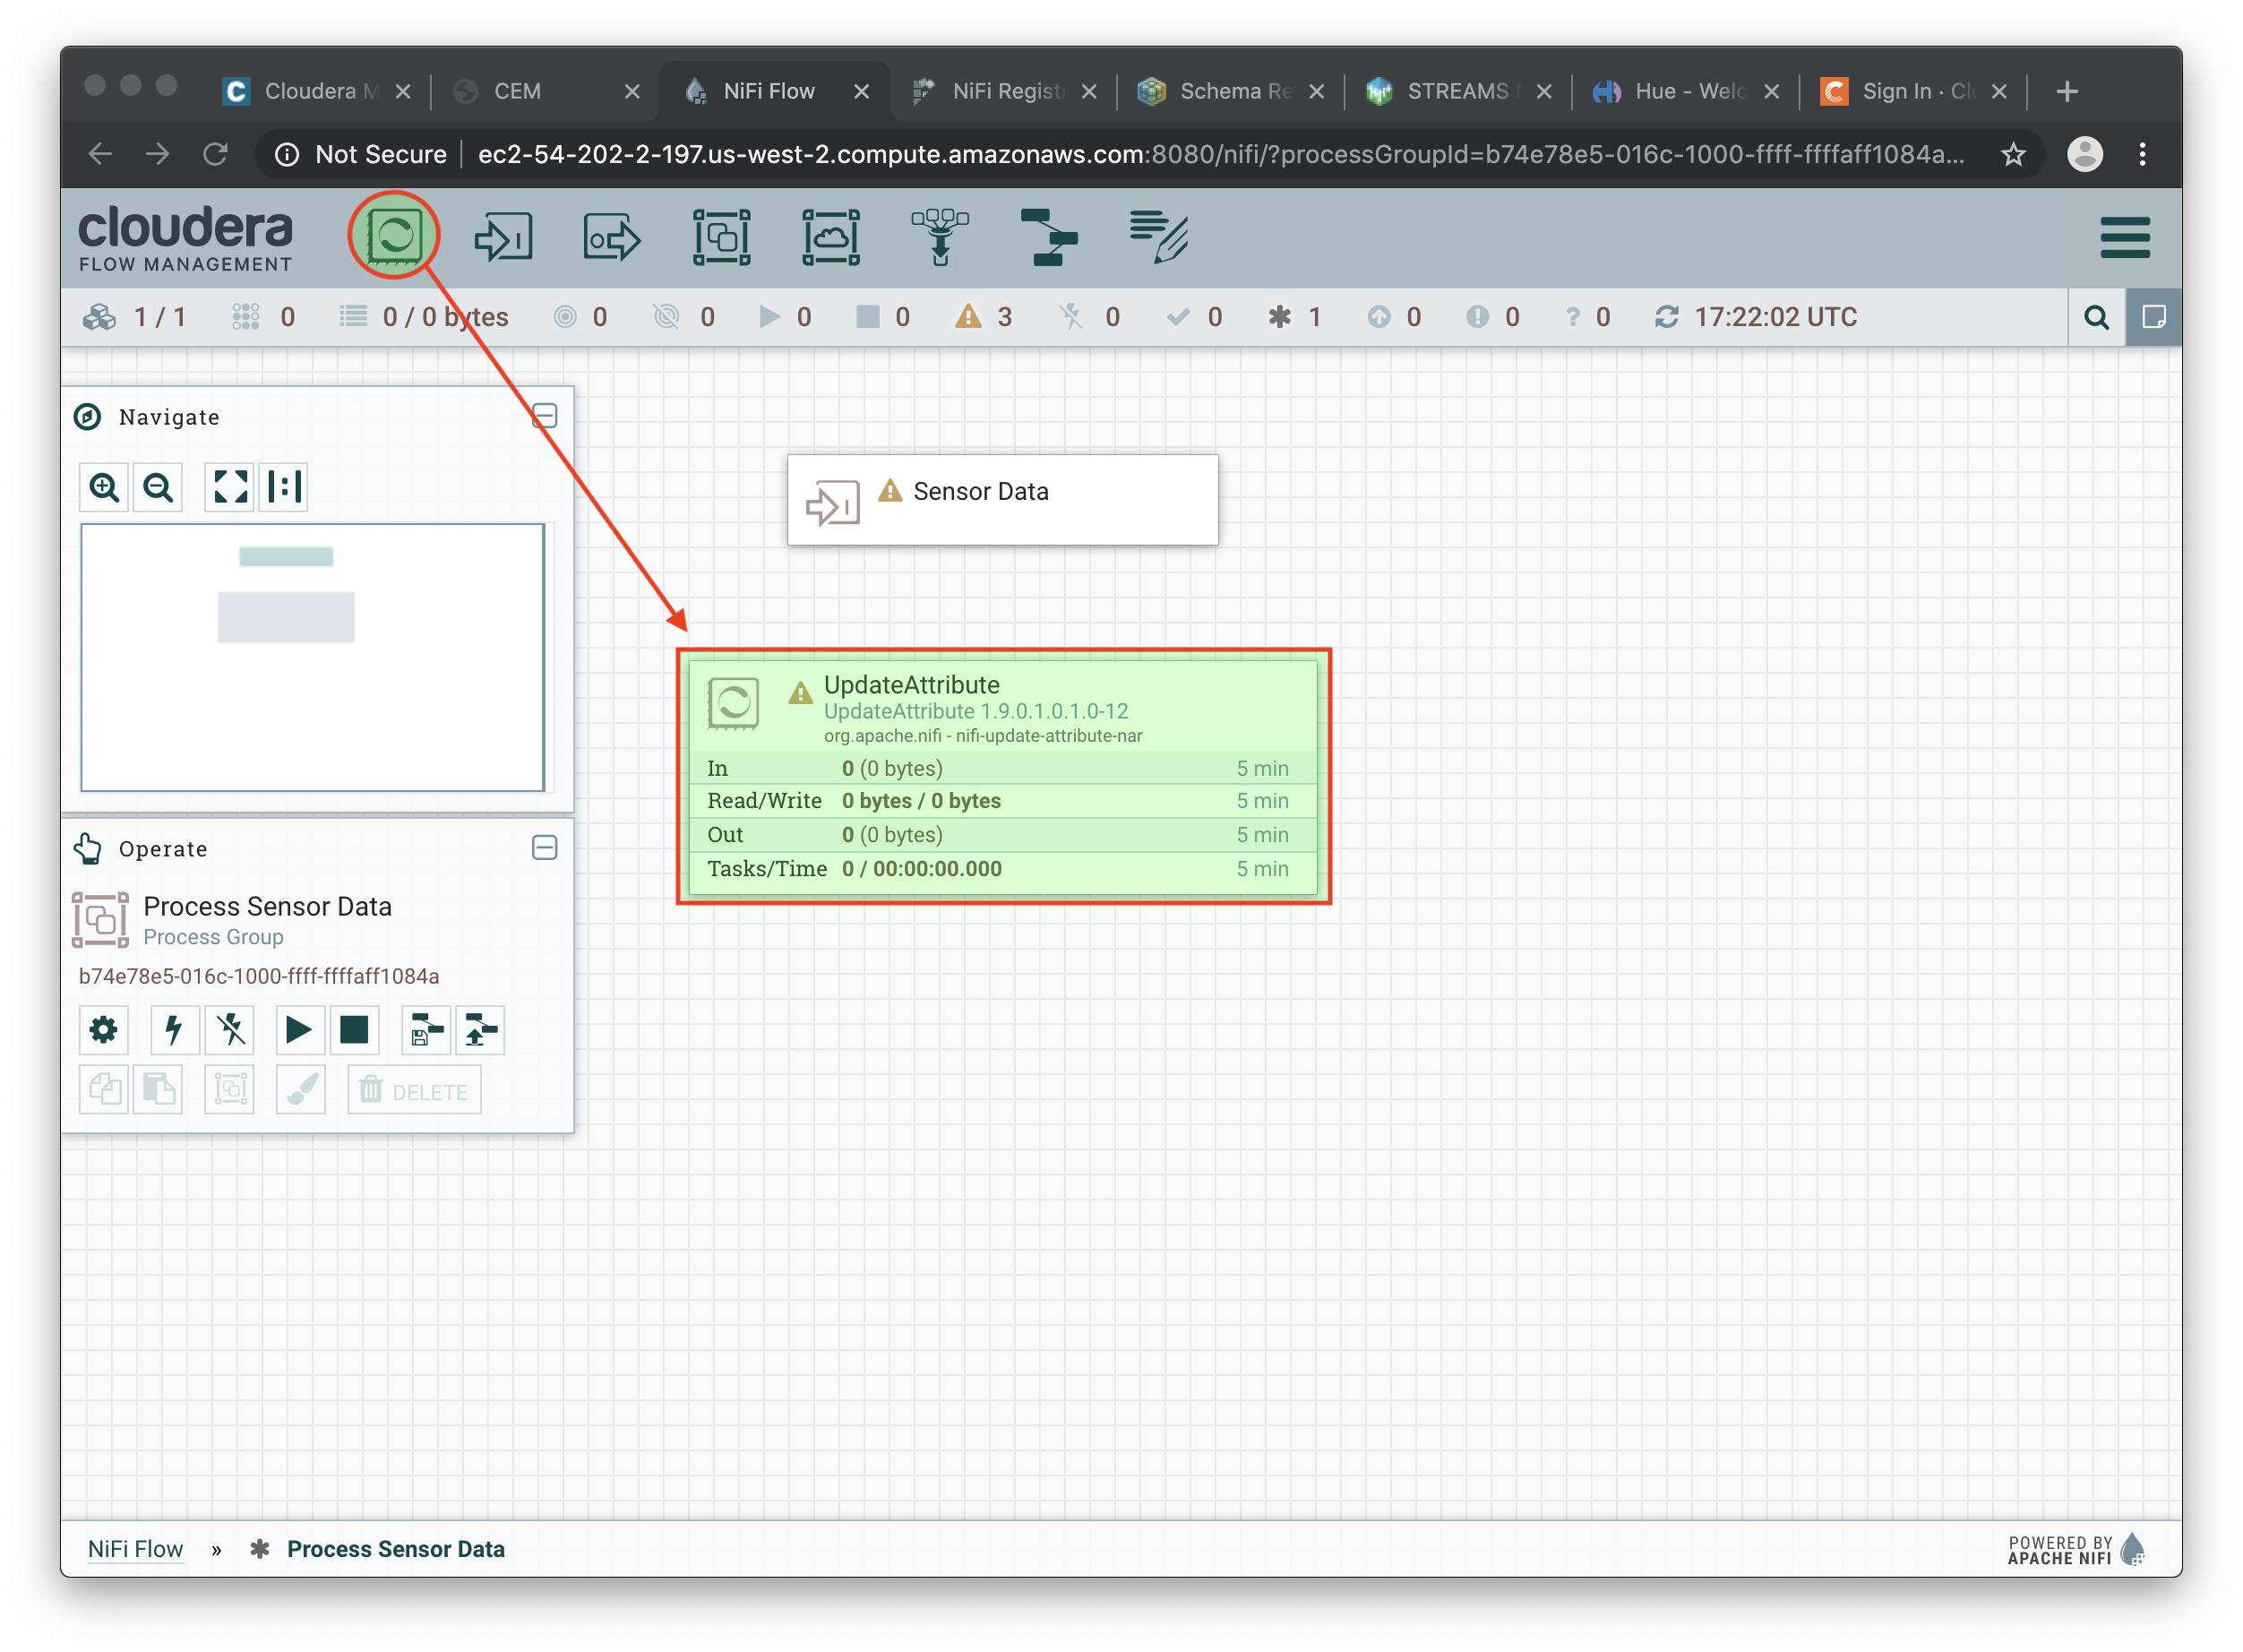 Cloudera M
CEM
NiFi Flow
NiFi Regist
Schema Re
STREAMS
Hue - Welc
Sign In · Cl
Not Secure
ec2-54-202-2-197.us-west-2.compute.amazonaws.com:8080/nifi/?processGroupId=b74e78e5-016c-1000-ffff-ffffaff1084a...
cloudera
FLOW MANAGEMENT
1 / 1 0 0 / 0 bytes 0 0 0 0 3 0 0 1 0 0 ? 0 17:22:02 UTC
Navigate
Sensor Data
UpdateAttribute
UpdateAttribute 1.9.0.1.0.1.0-12
org.apache.nifi - nifi-update-attribute-nar
In 0 (0 bytes) 5 min
Read/Write 0 bytes / 0 bytes 5 min
Out 0 (0 bytes) 5 min
Tasks/Time 0 / 00:00:00.000 5 min
Operate
Process Sensor Data
Process Group
b74e78e5-016c-1000-ffff-ffffaff1084a
DELETE
NiFi Flow » Process Sensor Data
POWERED BY
APACHE NIFI